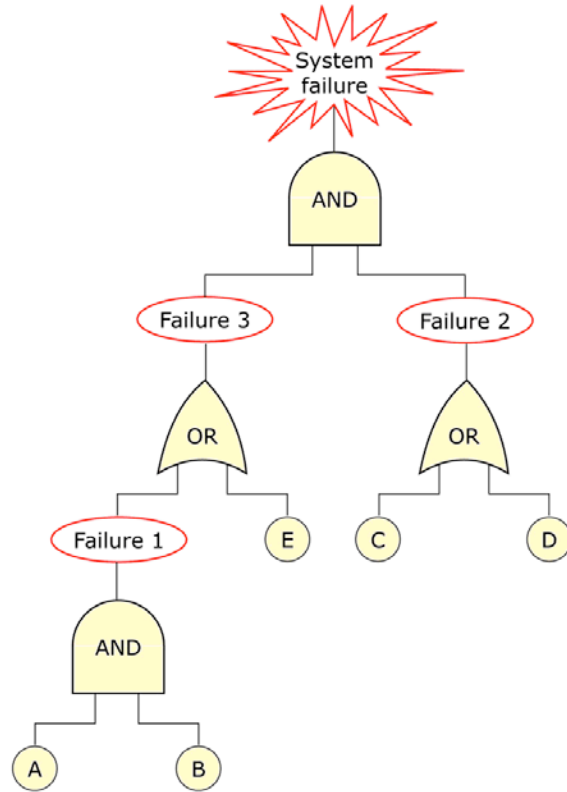 System
failure
AND
Failure 3
Failure 2
OR
OR
Failure 1
E
C
D
AND
A
B